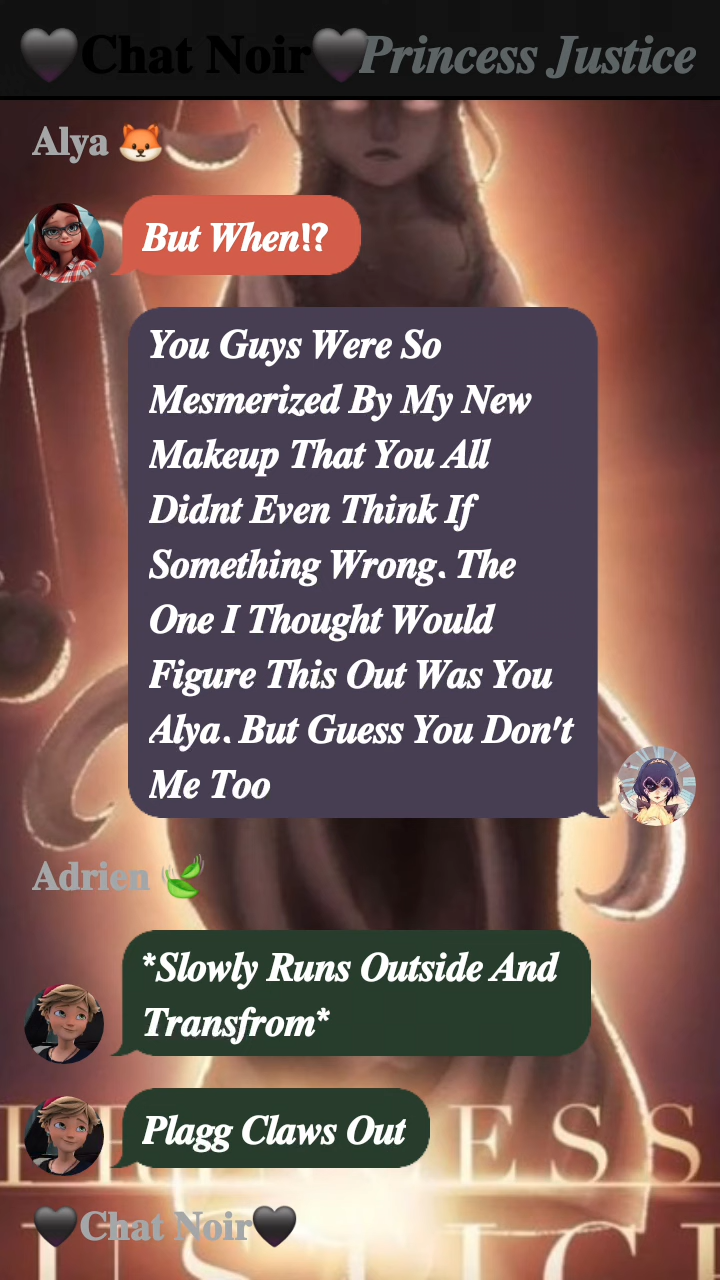 🖤Chat Noir🖤Princess Justice
Alya 🦊
But When!?
You Guys Were So
Mesmerized By My New
Makeup That You All
Didnt Even Think If
Something Wrong. The
One I Thought Would
Figure This Out Was You
Alya. But Guess You Don't
Me Too
Adrien 🍃
*Slowly Runs Outside And
Transfrom*
Plagg Claws Out
PRINCESS
🖤Chat Noir🖤
JUSTICE